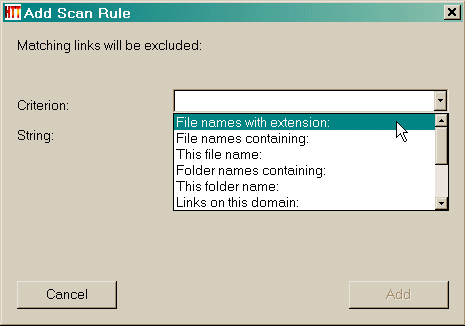 Add Scan Rule
Matching links will be excluded:
Criterion:
File names with extension:
File names containing:
String:
This file name:
Folder names containing:
This folder name:
Links on this domain:
Cancel
Add